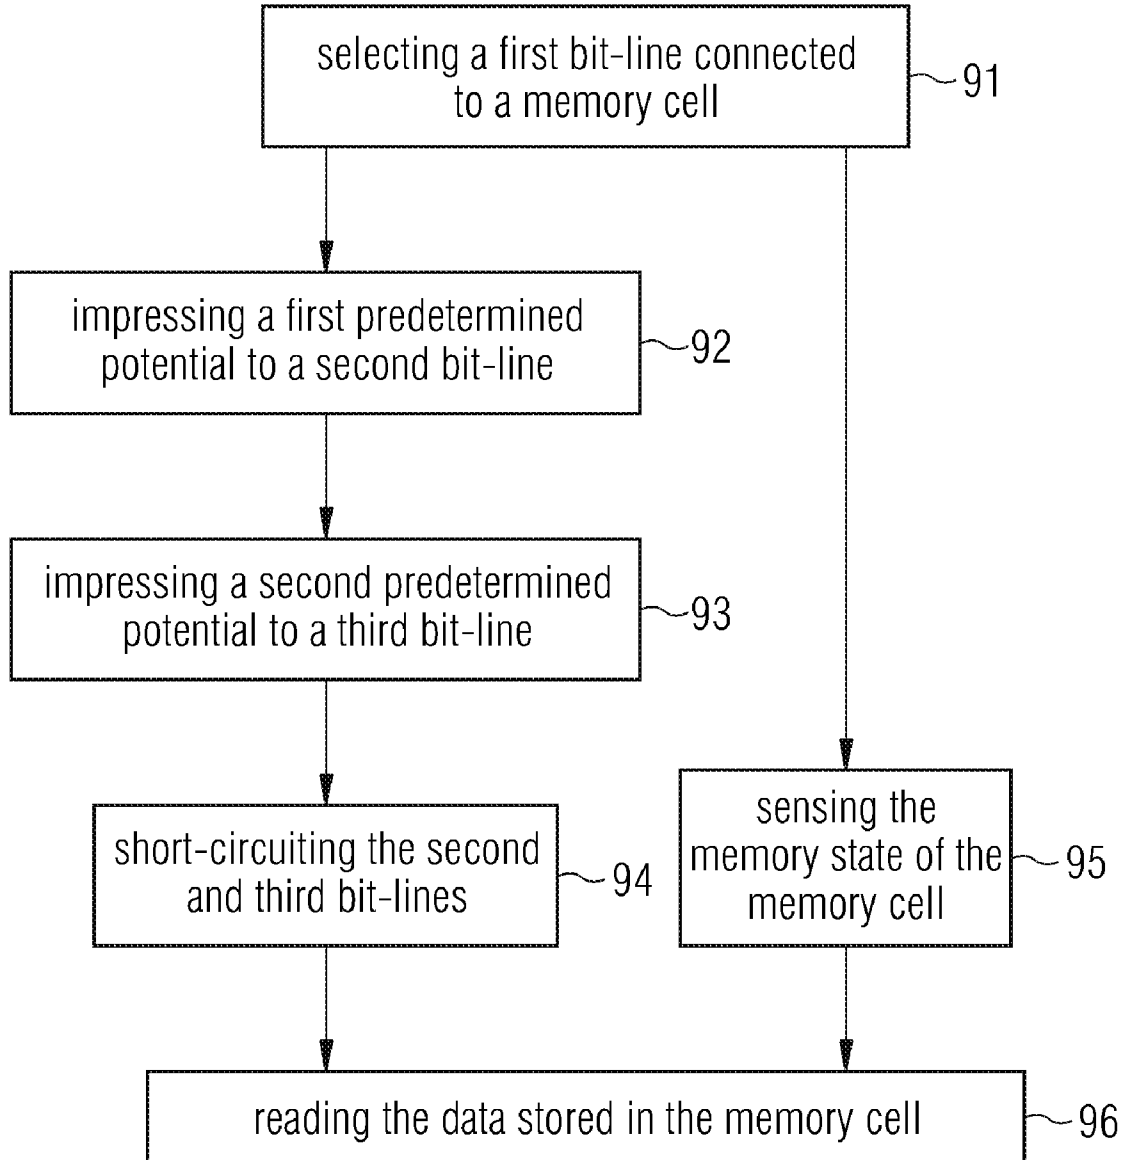 selecting a first bit-line connected
to a memory cell
91
impressing a first predetermined
potential to a second bit-line
92
impressing a second predetermined
potential to a third bit-line
93
short-circuiting the second
and third bit-lines
94
sensing the
memory state of the
memory cell
95
reading the data stored in the memory cell
96